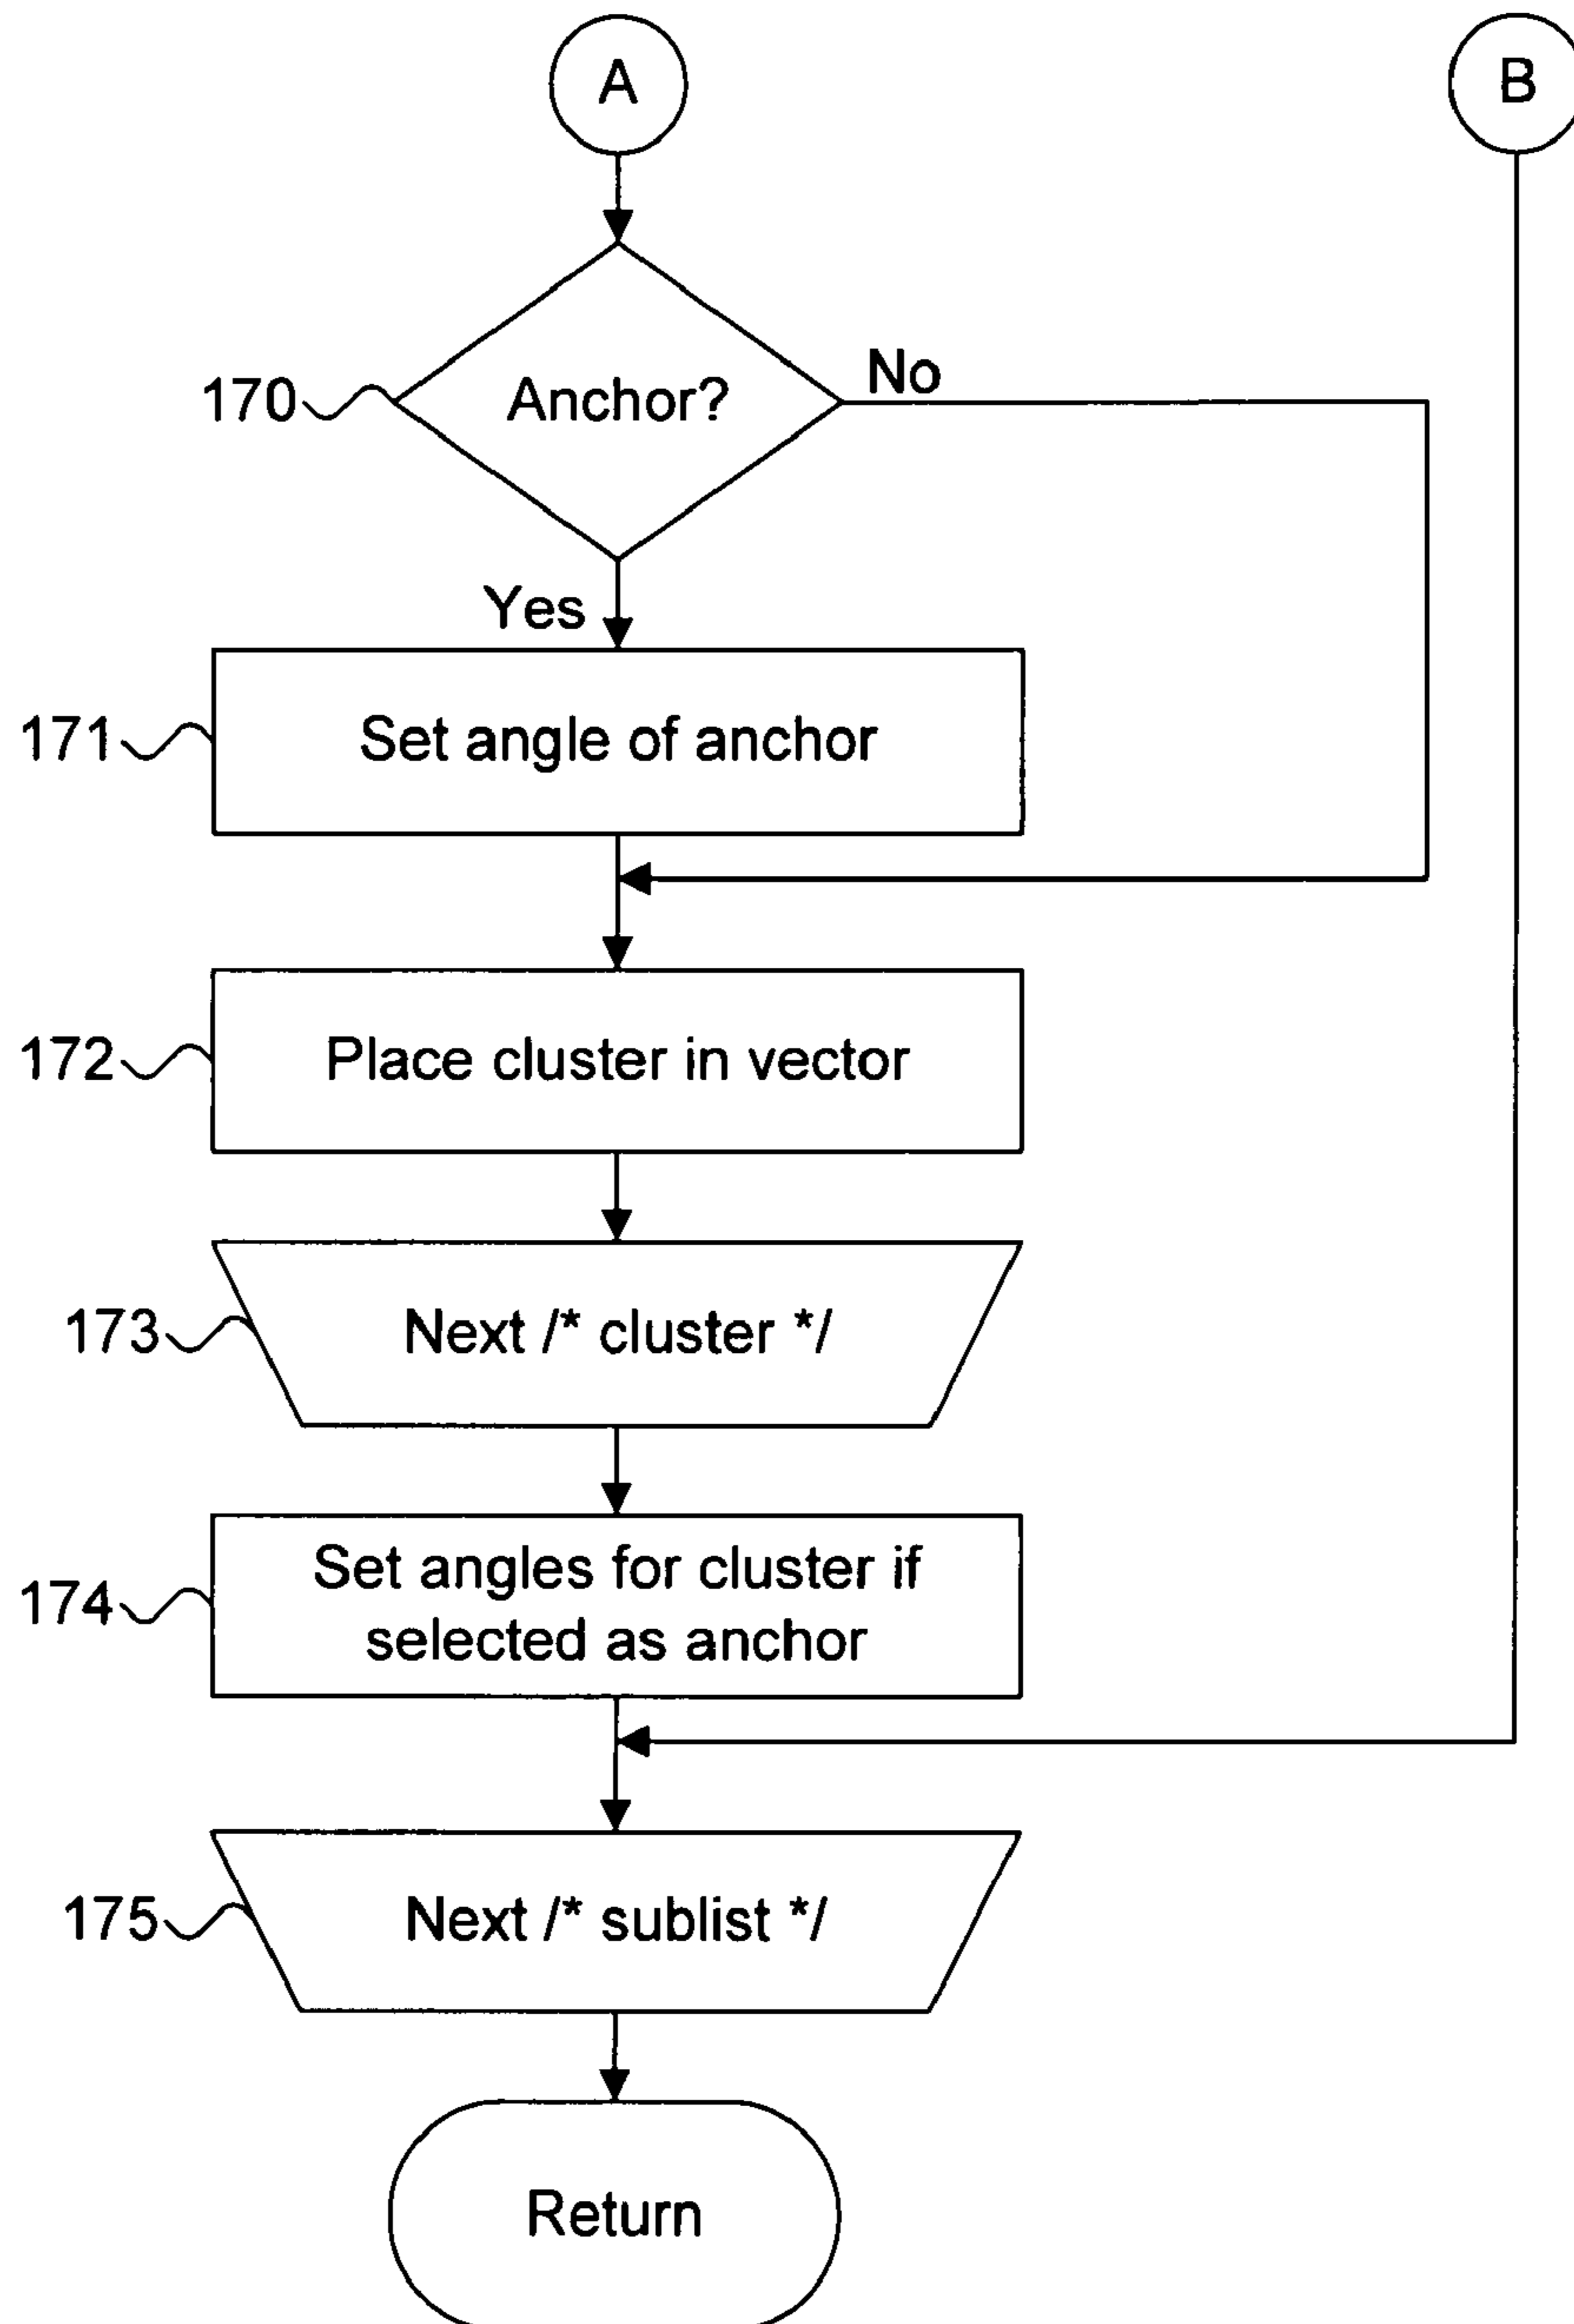 A
B
170
Anchor?
No
Yes
171
Set angle of anchor
172
Place cluster in vector
173
Next /* cluster */
174
Set angles for cluster if
selected as anchor
175
Next /* sublist */
Return